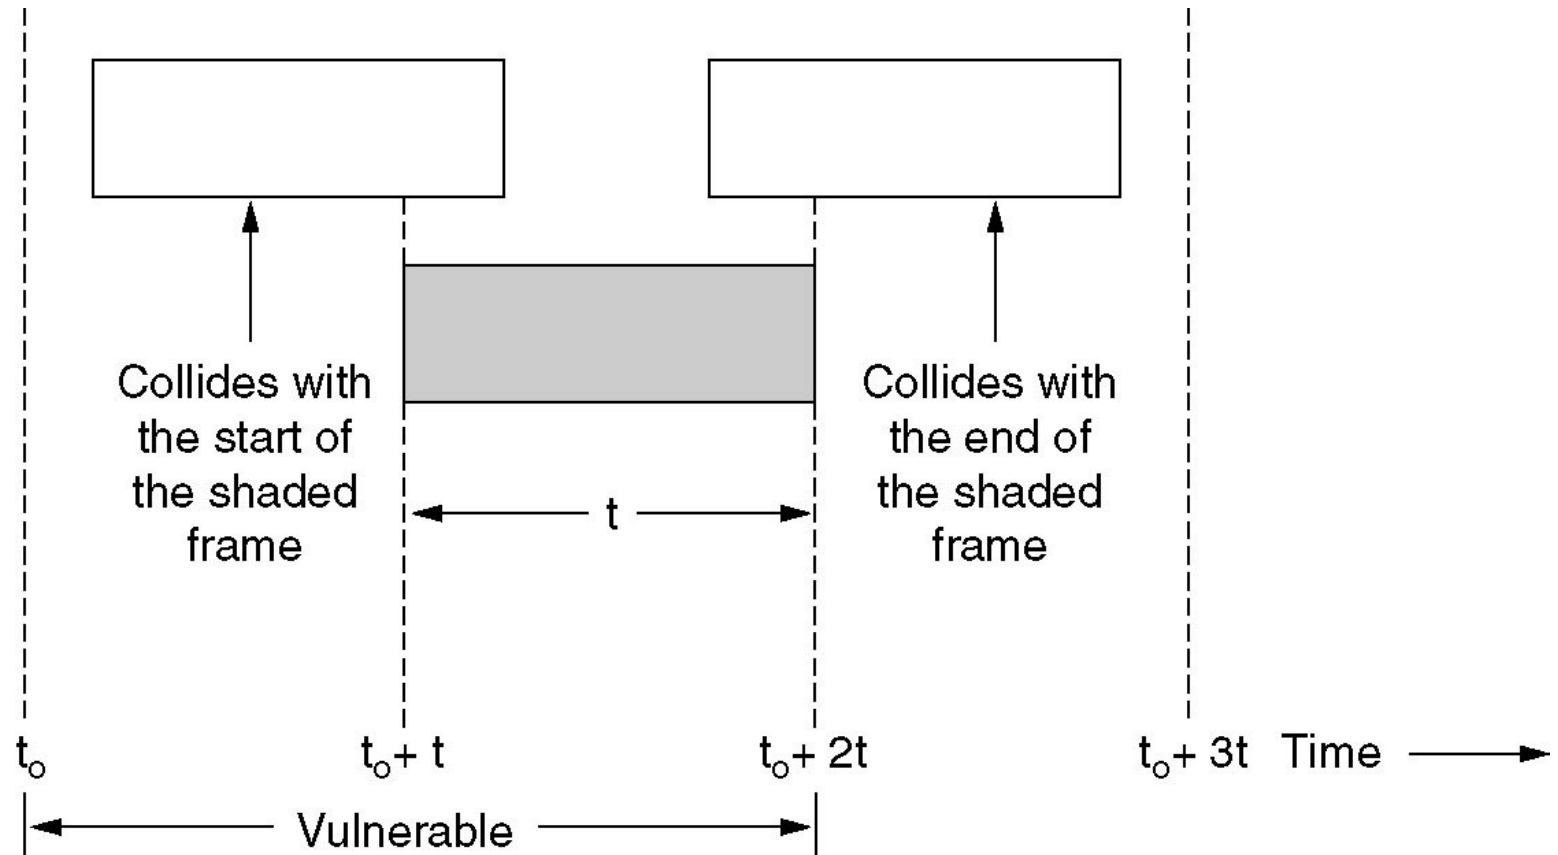 Collides with
the start of
the shaded
frame
Collides with
the end of
the shaded
frame
t
to
to+ t
to+ 2t
to+ 3t
Time
Vulnerable